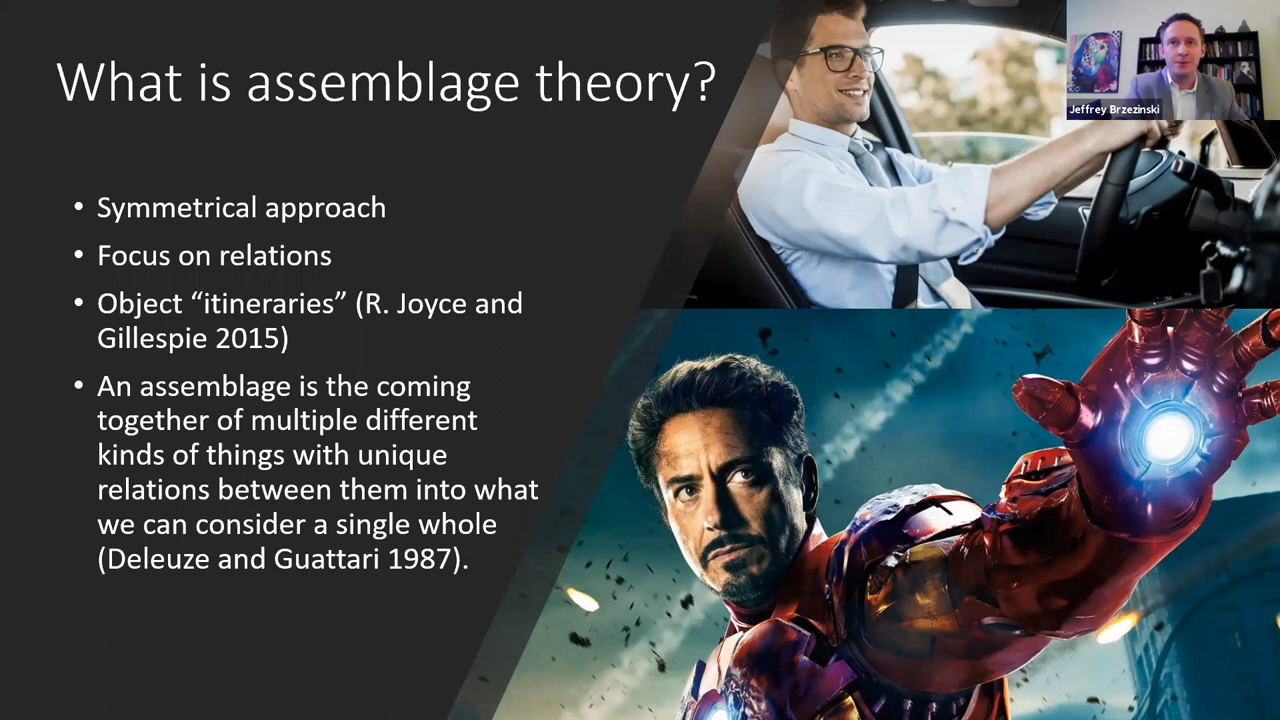 What is assemblage theory?
Jeffrey Brzezinski
• Symmetrical approach
• Focus on relations
• Object “itineraries” (R. Joyce and
Gillespie 2015)
• An assemblage is the coming
together of multiple different
kinds of things with unique
relations between them into what
we can consider a single whole
(Deleuze and Guattari 1987).